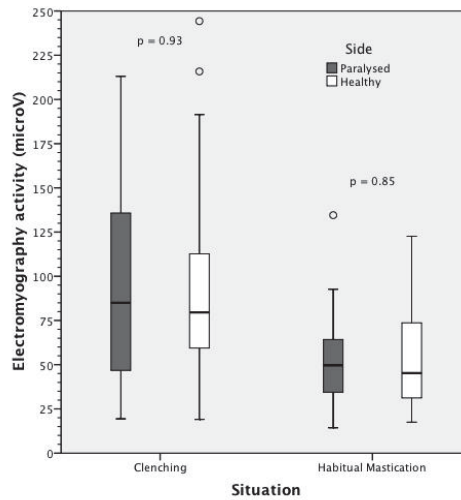 250
225
200
175
150
125
100
75
50
25
0
Electromyography activity (microV)
p = 0.93
Side
Paralysed
Healthy
p = 0.85
Clenching
Habitual Mastication
Situation